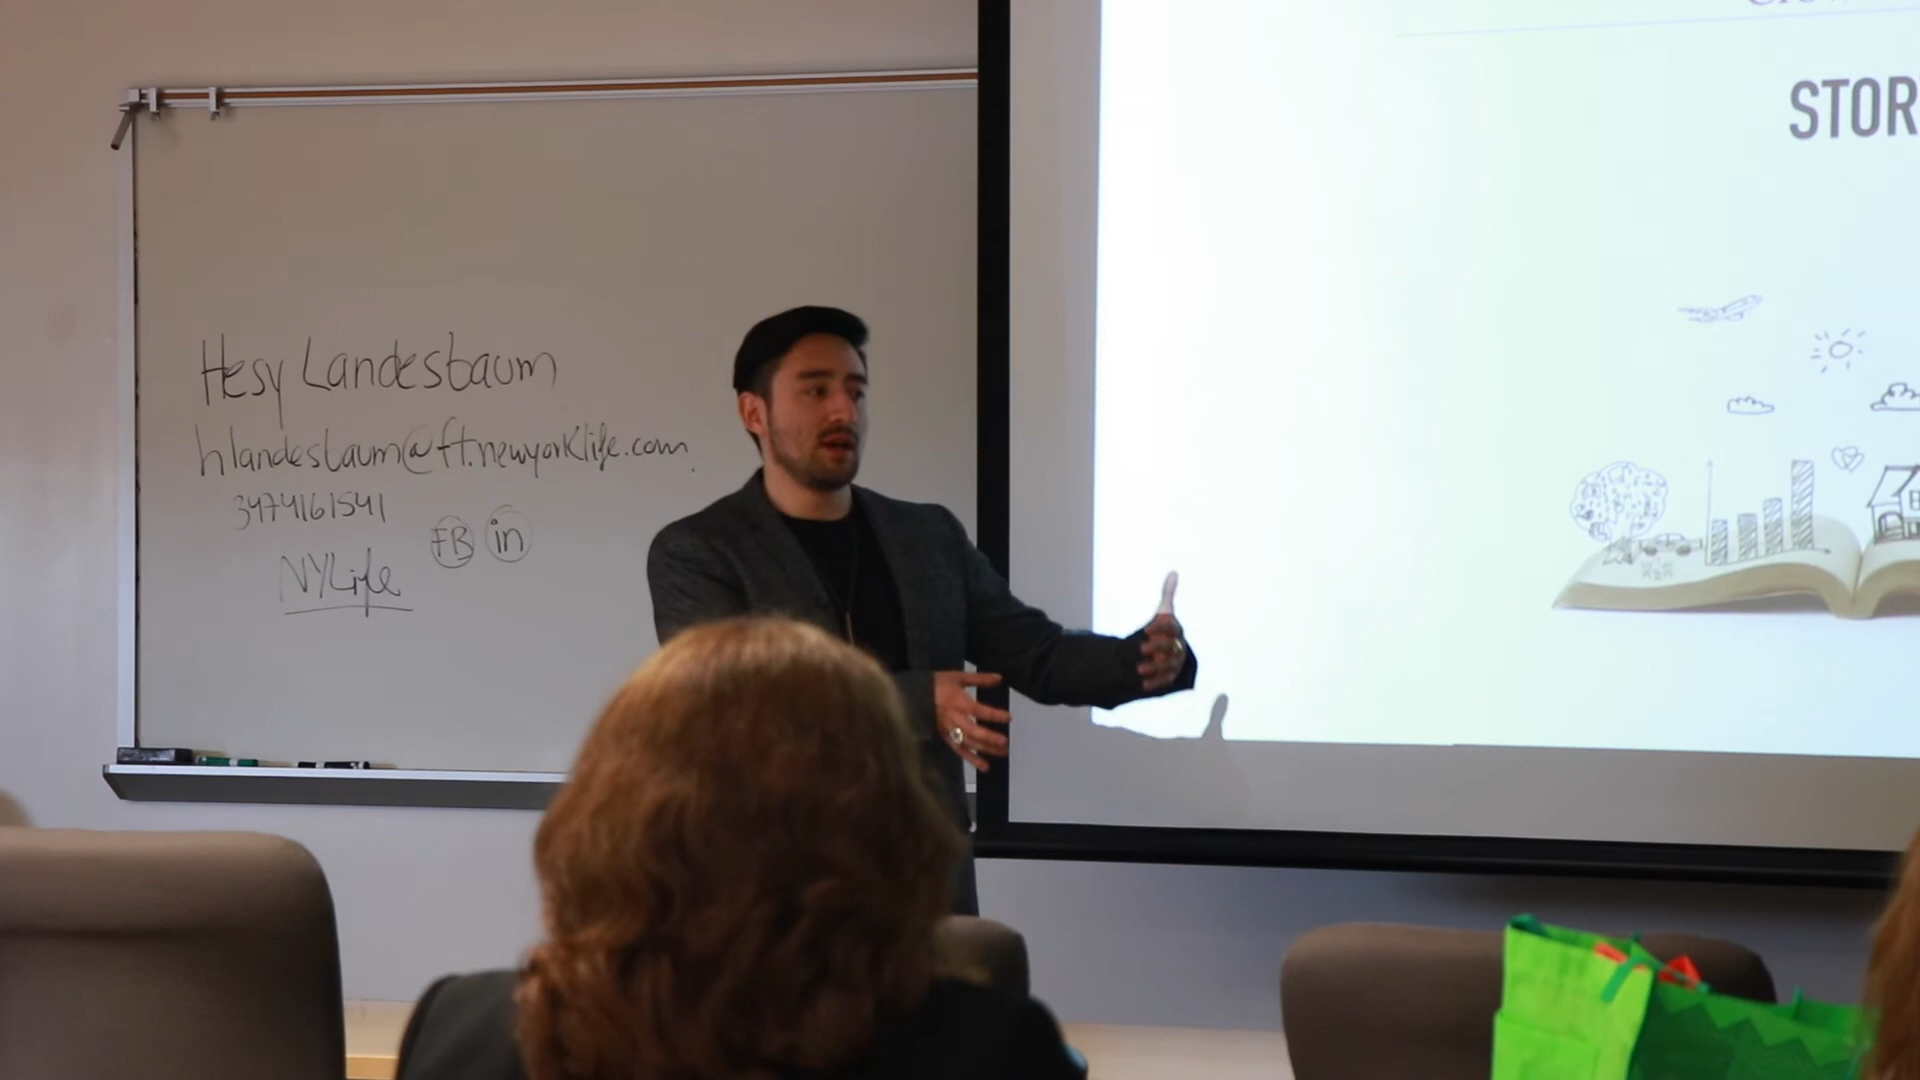 Hesy Landesbaum
hlandesbaum@ft.newyorklife.com
3474161541
FB in
NYLife
STOR